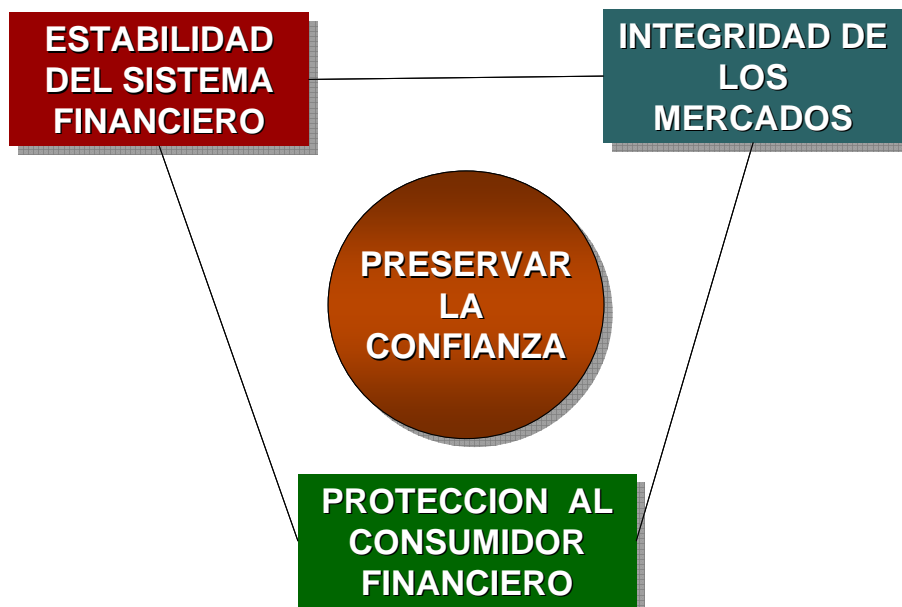 ESTABILIDAD
DEL SISTEMA
FINANCIERO
INTEGRIDAD DE
LOS
MERCADOS
PRESERVAR
LA
CONFIANZA
PROTECCION AL
CONSUMIDOR
FINANCIERO